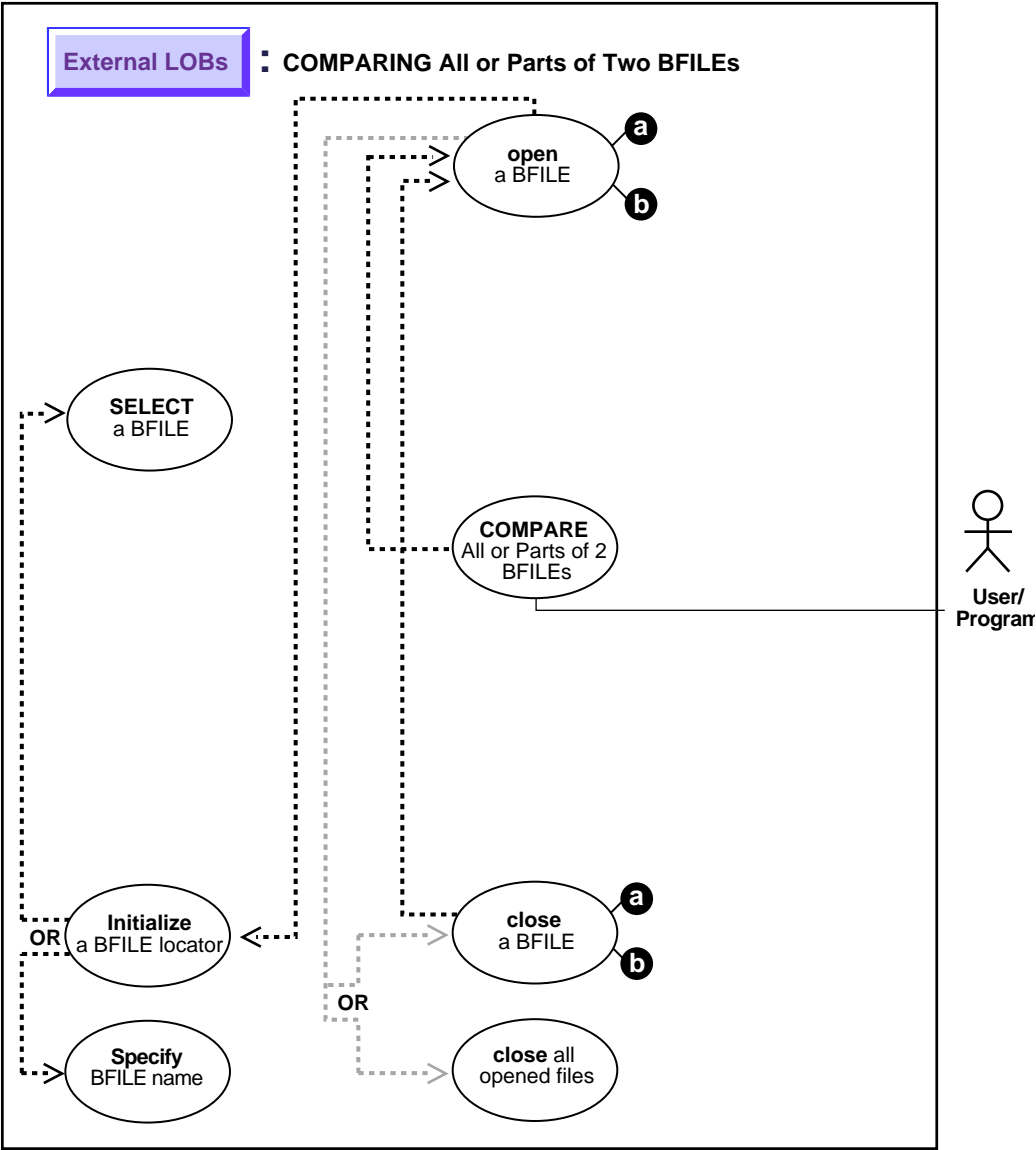 External LOBs : COMPARING All or Parts of Two BFILEs
open
a BFILE
a
b
SELECT
a BFILE
COMPARE
All or Parts of 2
BFILEs
User/
Program
Initialize
a BFILE locator
OR
close
a BFILE
a
b
OR
Specify
BFILE name
close all
opened files